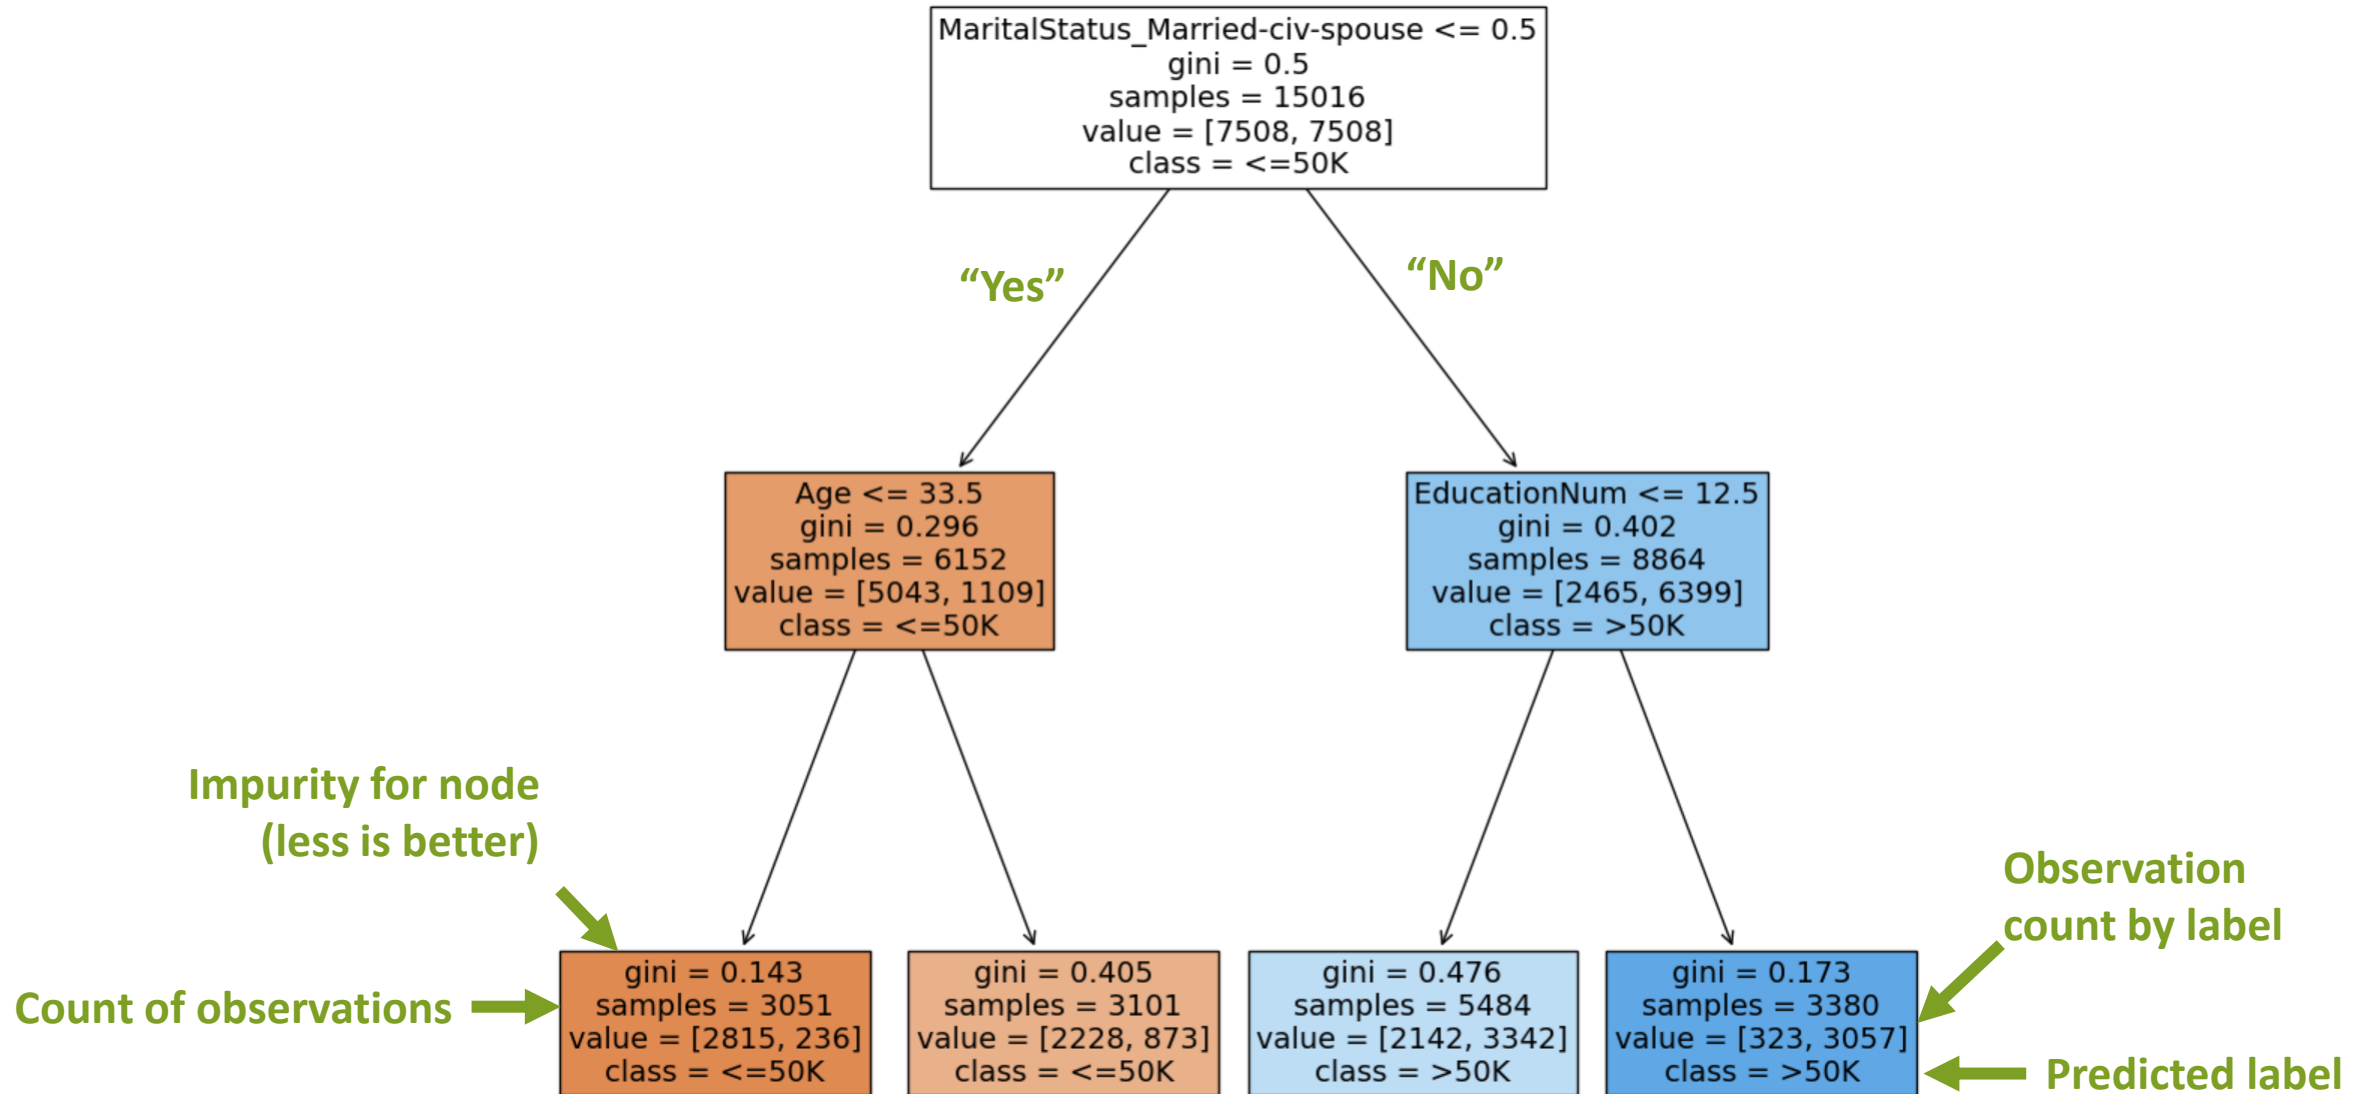 MaritalStatus_Married-civ-spouse <= 0.5
gini = 0.5
samples = 15016
value = [7508, 7508]
class = <=50K
“Yes”
“No”
Age <= 33.5
gini = 0.296
samples = 6152
value = [5043, 1109]
class = <=50K
EducationNum <= 12.5
gini = 0.402
samples = 8864
value = [2465, 6399]
class = >50K
Impurity for node
(less is better)
Count of observations
gini = 0.143
samples = 3051
value = [2815, 236]
class = <=50K
gini = 0.405
samples = 3101
value = [2228, 873]
class = <=50K
gini = 0.476
samples = 5484
value = [2142, 3342]
class = >50K
gini = 0.173
samples = 3380
value = [323, 3057]
class = >50K
Observation
count by label
Predicted label